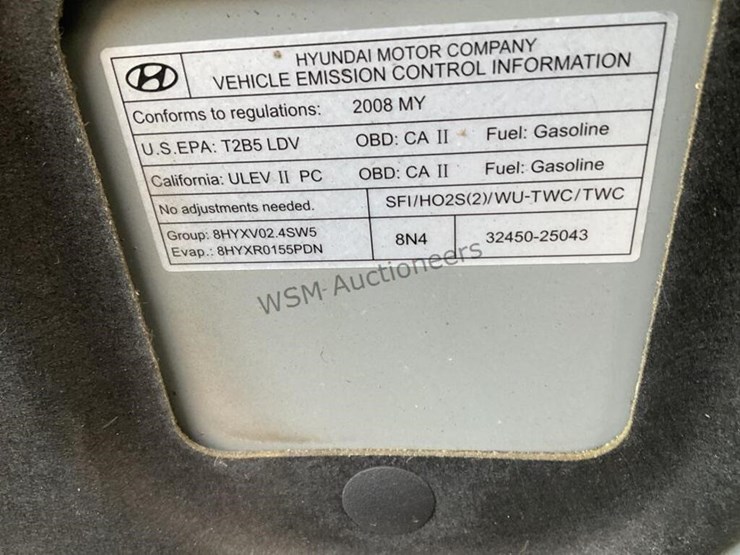 HYUNDAI MOTOR COMPANY
VEHICLE EMISSION CONTROL INFORMATION
Conforms to regulations: 2008 MY
U.S.EPA: T2B5 LDV OBD: CA II Fuel: Gasoline
California: ULEV II PC OBD: CA II Fuel: Gasoline
No adjustments needed. SFI/HO2S(2)/WU-TWC/TWC
Group: 8HYXV02.4SW5
Evap.: 8HYXR0155PDN
8N4 32450-25043
WSM-Auctioneers